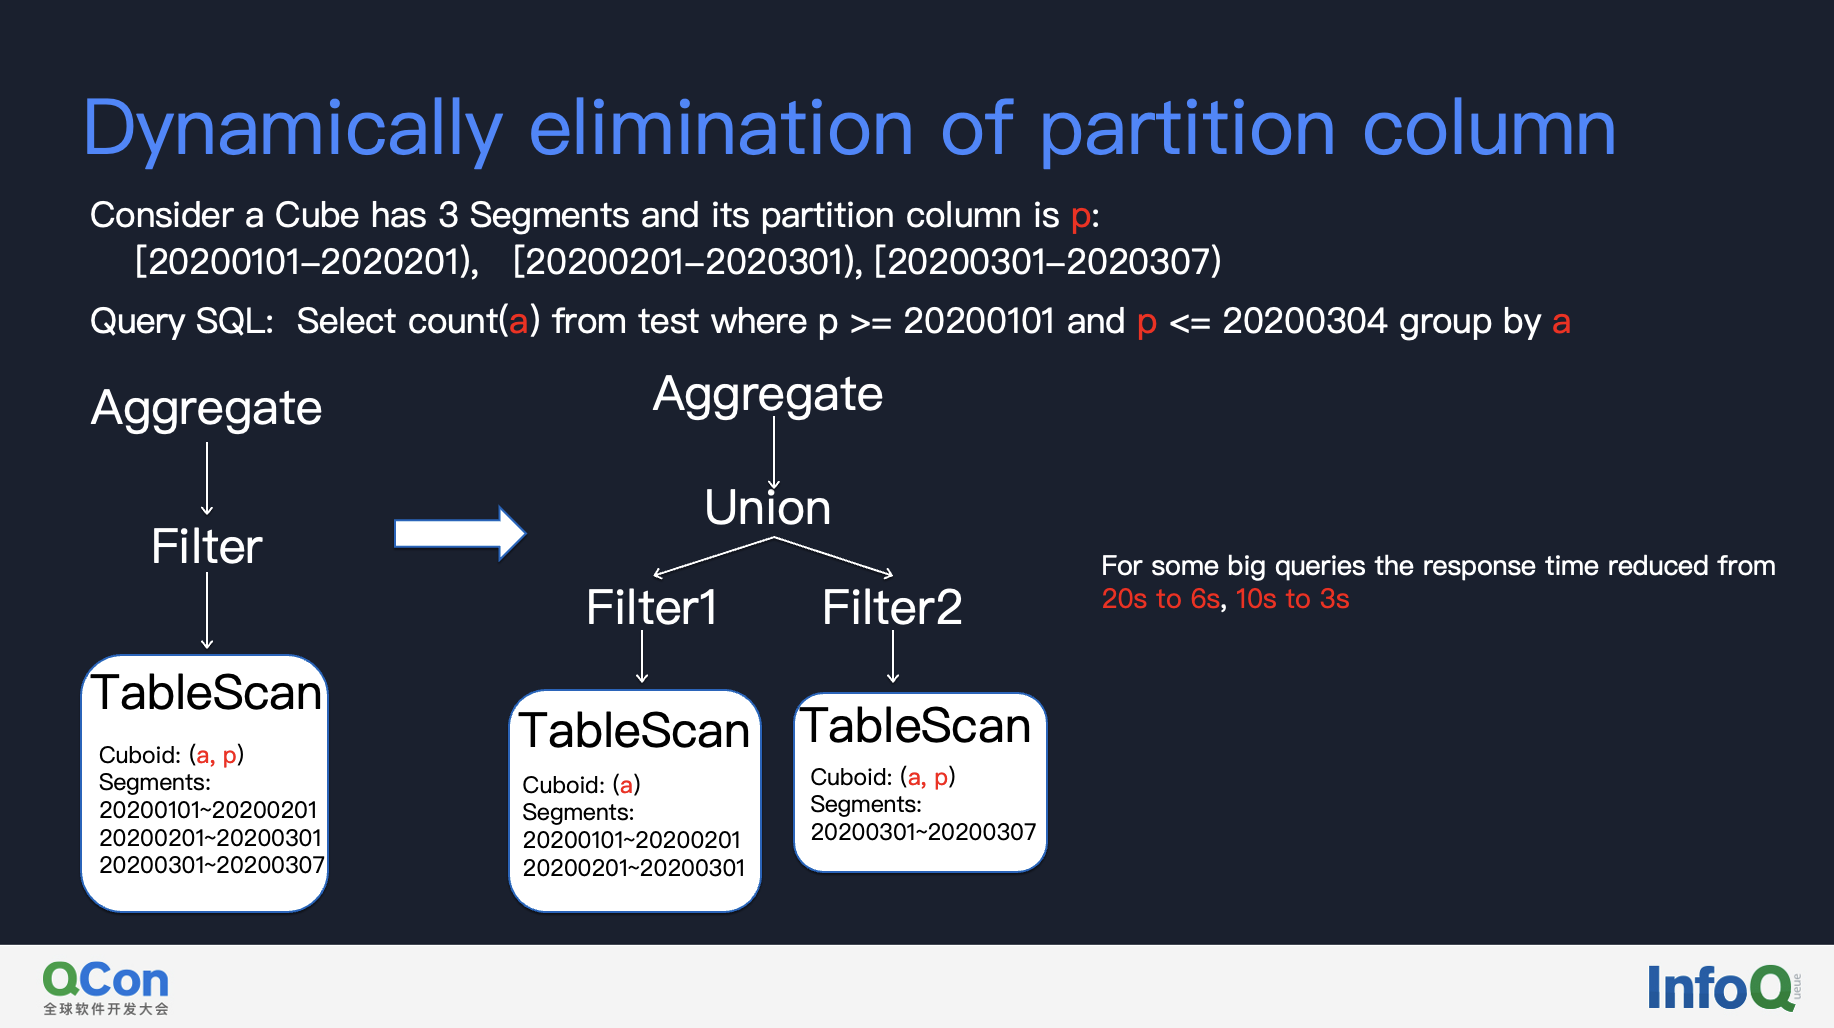 Dynamically elimination of partition column
Consider a Cube has 3 Segments and its partition column is p:
[20200101-2020201), [20200201-2020301), [20200301-2020307)
Query SQL: Select count(a) from test where p >= 20200101 and p <= 20200304 group by a
Aggregate
Filter
TableScan
Cuboid: (a, p)
Segments:
20200101~20200201
20200201~20200301
20200301~20200307
Aggregate
Union
Filter1
Filter2
TableScan
Cuboid: (a)
Segments:
20200101~20200201
20200201~20200301
TableScan
Cuboid: (a, p)
Segments:
20200301~20200307
For some big queries the response time reduced from
20s to 6s, 10s to 3s
QCon
全球软件开发大会
InfoQ
ueue